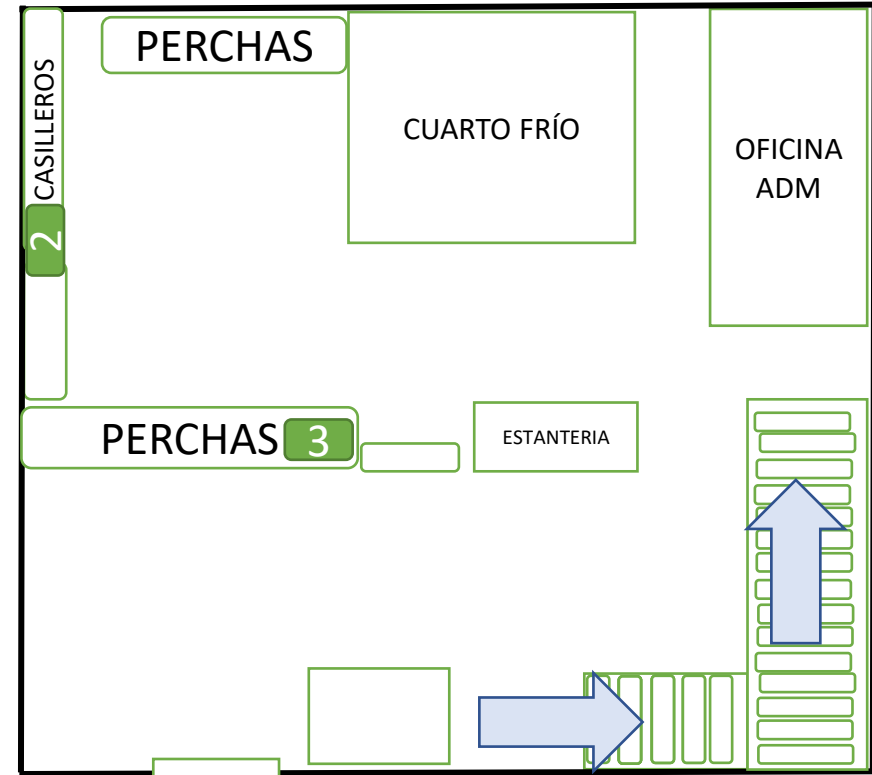 PERCHAS
CASILLEROS
CUARTO FRÍO
OFICINA
ADM
2
PERCHAS 3
ESTANTERIA